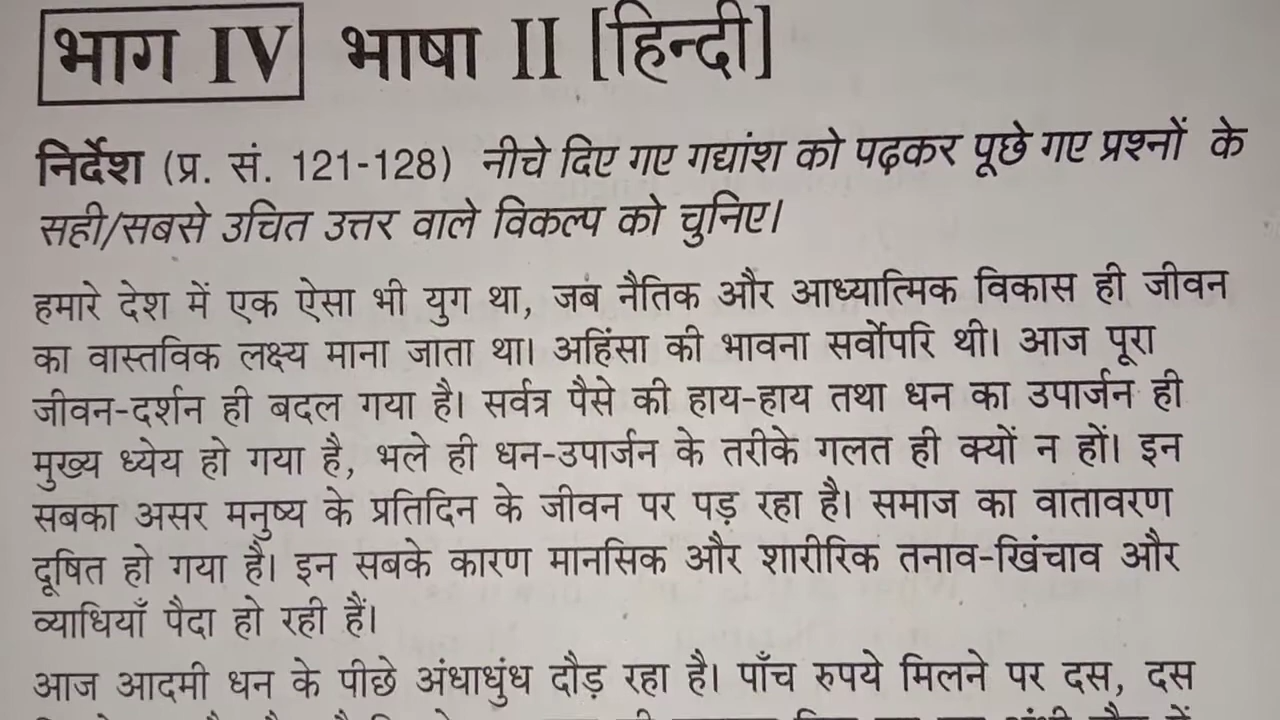 भाग IV भाषा II [हिन्दी]
निर्देश (प्र. सं. 121-128) नीचे दिए गए गद्यांश को पढ़कर पूछे गए प्रश्नों के
सही/सबसे उचित उत्तर वाले विकल्प को चुनिए।
हमारे देश में एक ऐसा भी युग था, जब नैतिक और आध्यात्मिक विकास ही जीवन
का वास्तविक लक्ष्य माना जाता था। अहिंसा की भावना सर्वोपरि थी। आज पूरा
जीवन-दर्शन ही बदल गया है। सर्वत्र पैसे की हाय-हाय तथा धन का उपार्जन ही
मुख्य ध्येय हो गया है, भले ही धन-उपार्जन के तरीके गलत ही क्यों न हों। इन
सबका असर मनुष्य के प्रतिदिन के जीवन पर पड़ रहा है। समाज का वातावरण
दूषित हो गया है। इन सबके कारण मानसिक और शारीरिक तनाव-खिंचाव और
व्याधियाँ पैदा हो रही हैं।
आज आदमी धन के पीछे अंधाधुंध दौड़ रहा है। पाँच रुपये मिलने पर दस, दस